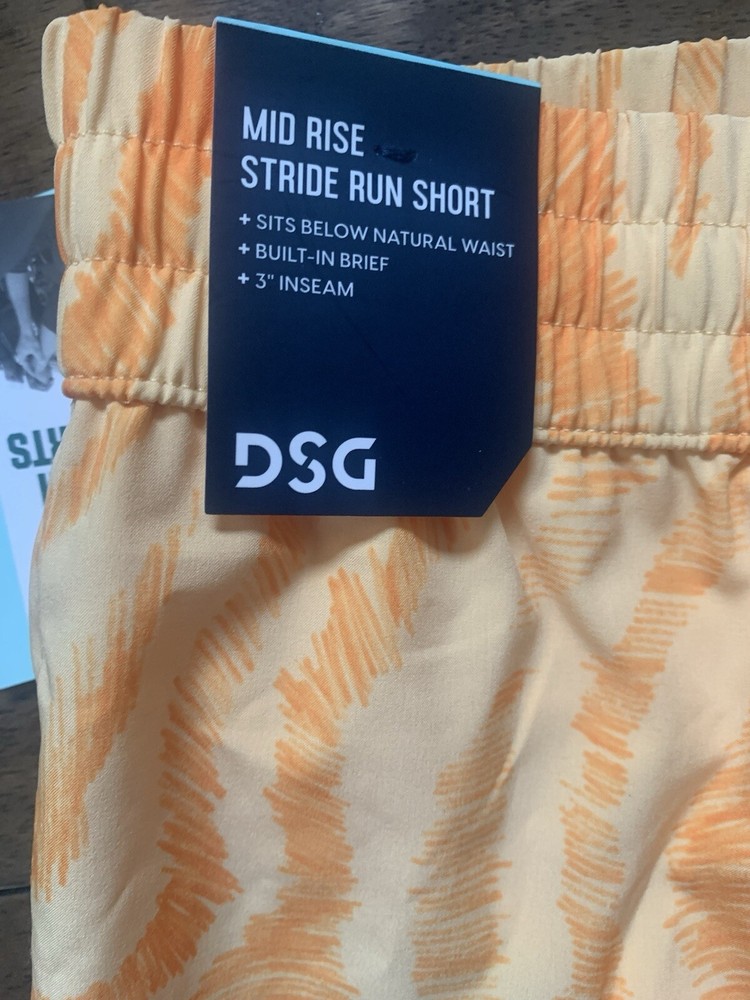 MID RISE
STRIDE RUN SHORT
+ SITS BELOW NATURAL WAIST
+ BUILT-IN BRIEF
+ 3" INSEAM
DSG